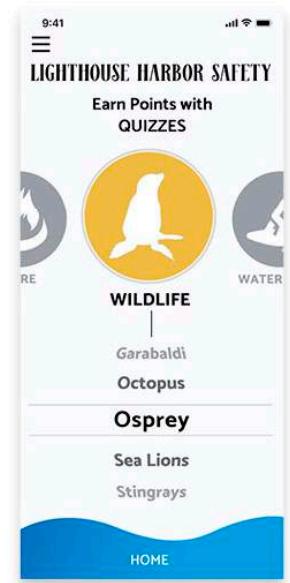 9:41
LIGHTHOUSE HARBOR SAFETY
Earn Points with
QUIZZES
RE
WATER
WILDLIFE
Garabaldi
Octopus
Osprey
Sea Lions
Stingrays
HOME